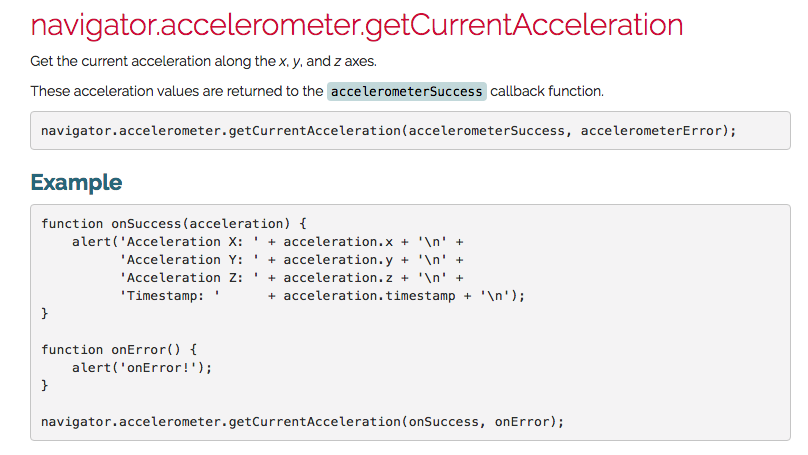 navigator.accelerometer.getCurrentAcceleration
Get the current acceleration along the x, y, and z axes.
These acceleration values are returned to the accelerometerSuccess callback function.
navigator.accelerometer.getCurrentAcceleration(accelerometerSuccess, accelerometerError);
Example
function onSuccess(acceleration) {
    alert('Acceleration X: ' + acceleration.x + '\n' +
          'Acceleration Y: ' + acceleration.y + '\n' +
          'Acceleration Z: ' + acceleration.z + '\n' +
          'Timestamp: '      + acceleration.timestamp + '\n');
}
function onError() {
    alert('onError!');
}
navigator.accelerometer.getCurrentAcceleration(onSuccess, onError);